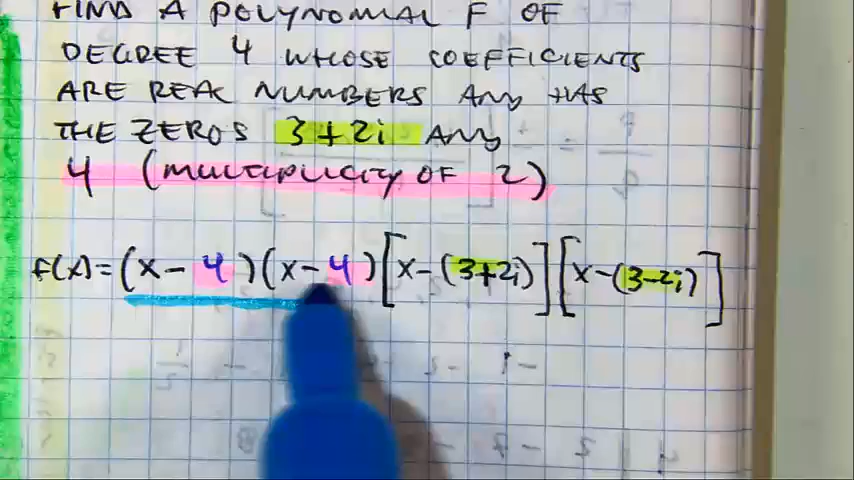 FIND A POLYNOMIAL F OF
DEGREE 4 WHOSE COEFFICIENTS
ARE REAL NUMBERS AND HAS
THE ZEROS 3+2i AND
4 (MULTIPLICITY OF 2)
F(X)=(X-4)(X-4)[X-(3+2i)][X-(3-2i)]